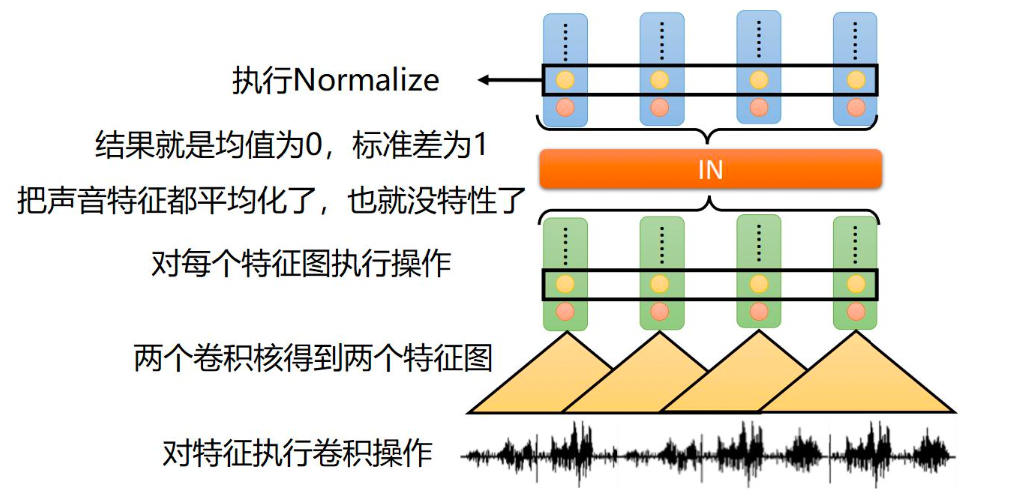 执行Normalize
结果就是均值为0，标准差为1
IN
把声音特征都平均化了，也就没特性了
对每个特征图执行操作
两个卷积核得到两个特征图
对特征执行卷积操作